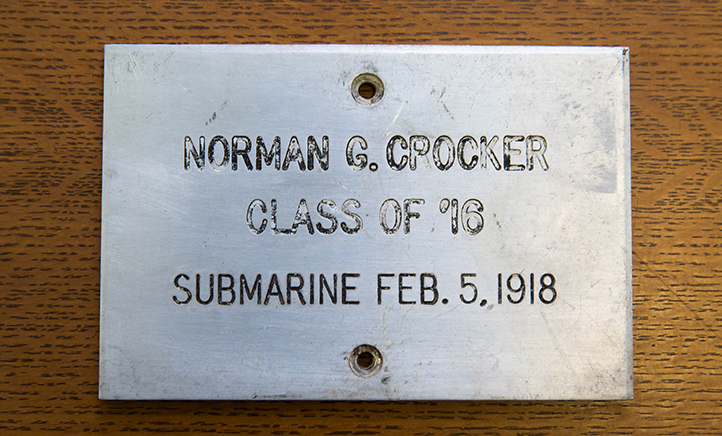 NORMAN G. CROCKER
CLASS OF '16
SUBMARINE FEB. 5, 1918